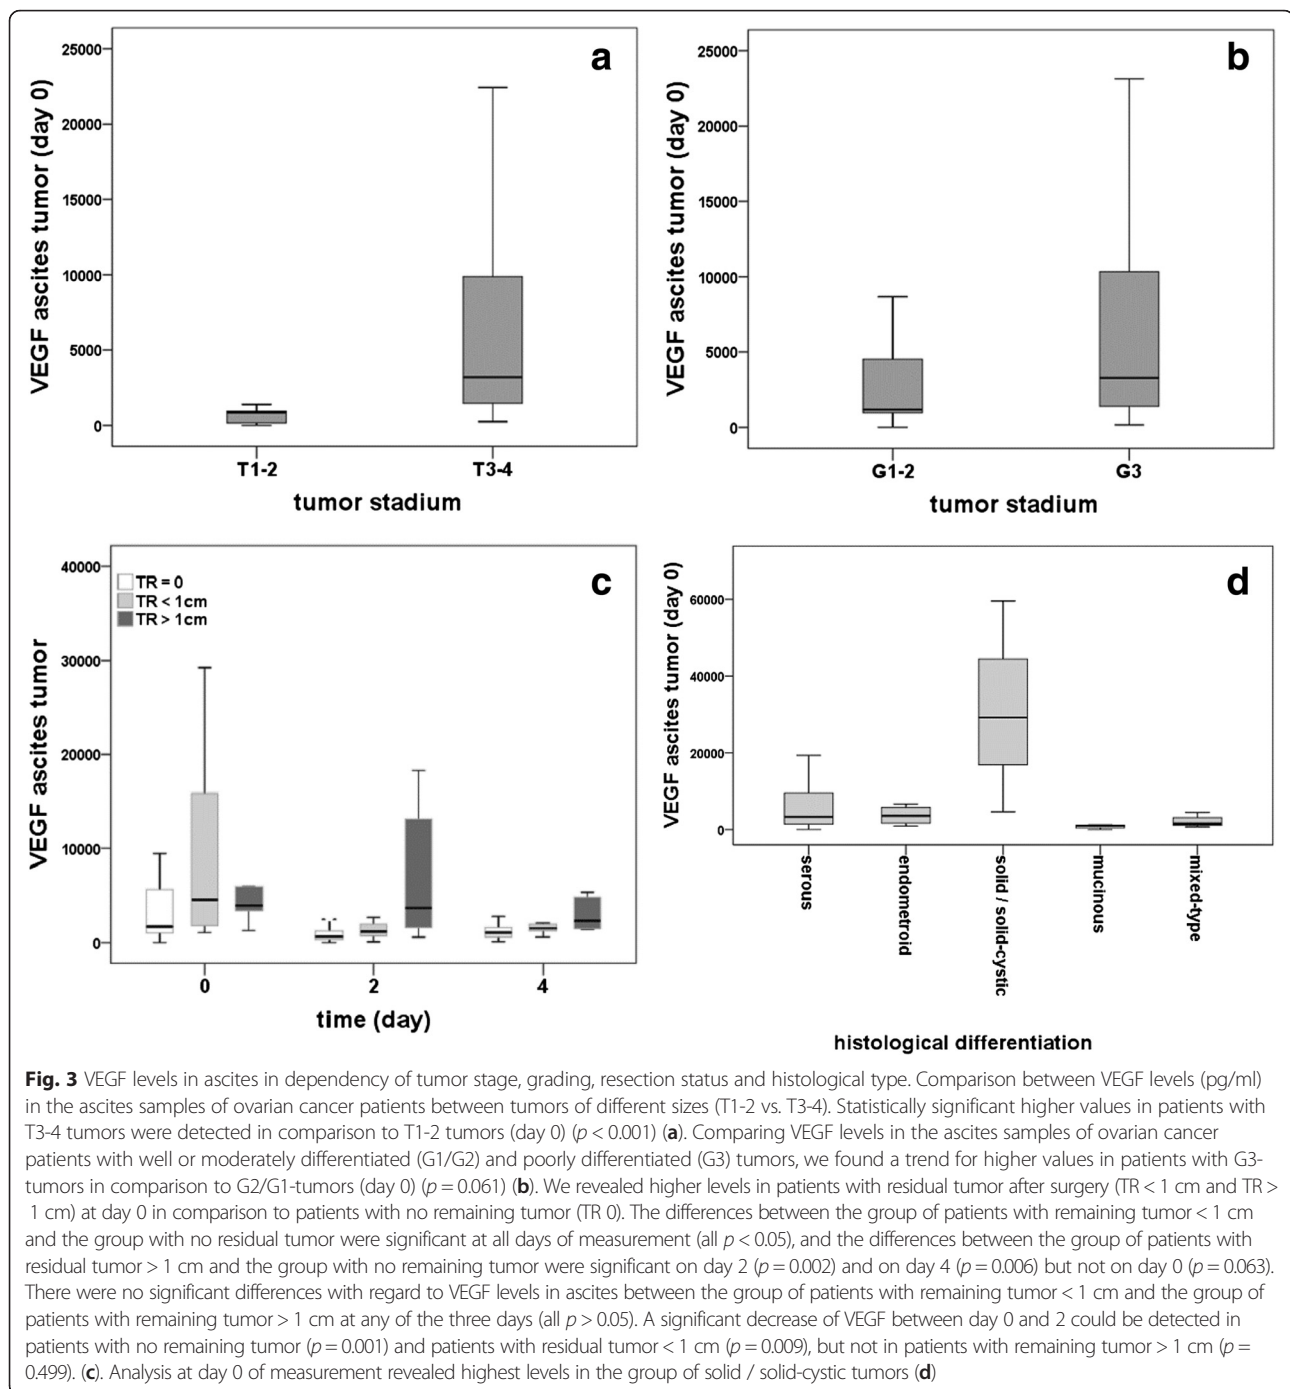 a
VEGF ascites tumor (day 0)
25000
20000
15000
10000
5000
0
T1-2
T3-4
tumor stadium
b
VEGF ascites tumor (day 0)
25000
20000
15000
10000
5000
0
G1-2
G3
tumor stadium
c
VEGF ascites tumor
40000
30000
20000
10000
0
TR = 0
TR < 1cm
TR > 1cm
0
2
4
time (day)
d
VEGF ascites tumor (day 0)
60000
40000
20000
0
serous
endometroid
solid / solid-cystic
mucinous
mixed-type
histological differentiation
Fig. 3 VEGF levels in ascites in dependency of tumor stage, grading, resection status and histological type. Comparison between VEGF levels (pg/ml)
in the ascites samples of ovarian cancer patients between tumors of different sizes (T1-2 vs. T3-4). Statistically significant higher values in patients with
T3-4 tumors were detected in comparison to T1-2 tumors (day 0) (p < 0.001) (a). Comparing VEGF levels in the ascites samples of ovarian cancer
patients with well or moderately differentiated (G1/G2) and poorly differentiated (G3) tumors, we found a trend for higher values in patients with G3-
tumors in comparison to G2/G1-tumors (day 0) (p = 0.061) (b). We revealed higher levels in patients with residual tumor after surgery (TR < 1 cm and TR >
1 cm) at day 0 in comparison to patients with no remaining tumor (TR 0). The differences between the group of patients with remaining tumor < 1 cm
and the group with no residual tumor were significant at all days of measurement (all p < 0.05), and the differences between the group of patients with
residual tumor > 1 cm and the group with no remaining tumor were significant on day 2 (p = 0.002) and on day 4 (p = 0.006) but not on day 0 (p = 0.063).
There were no significant differences with regard to VEGF levels in ascites between the group of patients with remaining tumor < 1 cm and the group of
patients with remaining tumor > 1 cm at any of the three days (all p > 0.05). A significant decrease of VEGF between day 0 and 2 could be detected in
patients with no remaining tumor (p = 0.001) and patients with residual tumor < 1 cm (p = 0.009), but not in patients with remaining tumor > 1 cm (p =
0.499). (c). Analysis at day 0 of measurement revealed highest levels in the group of solid / solid-cystic tumors (d)